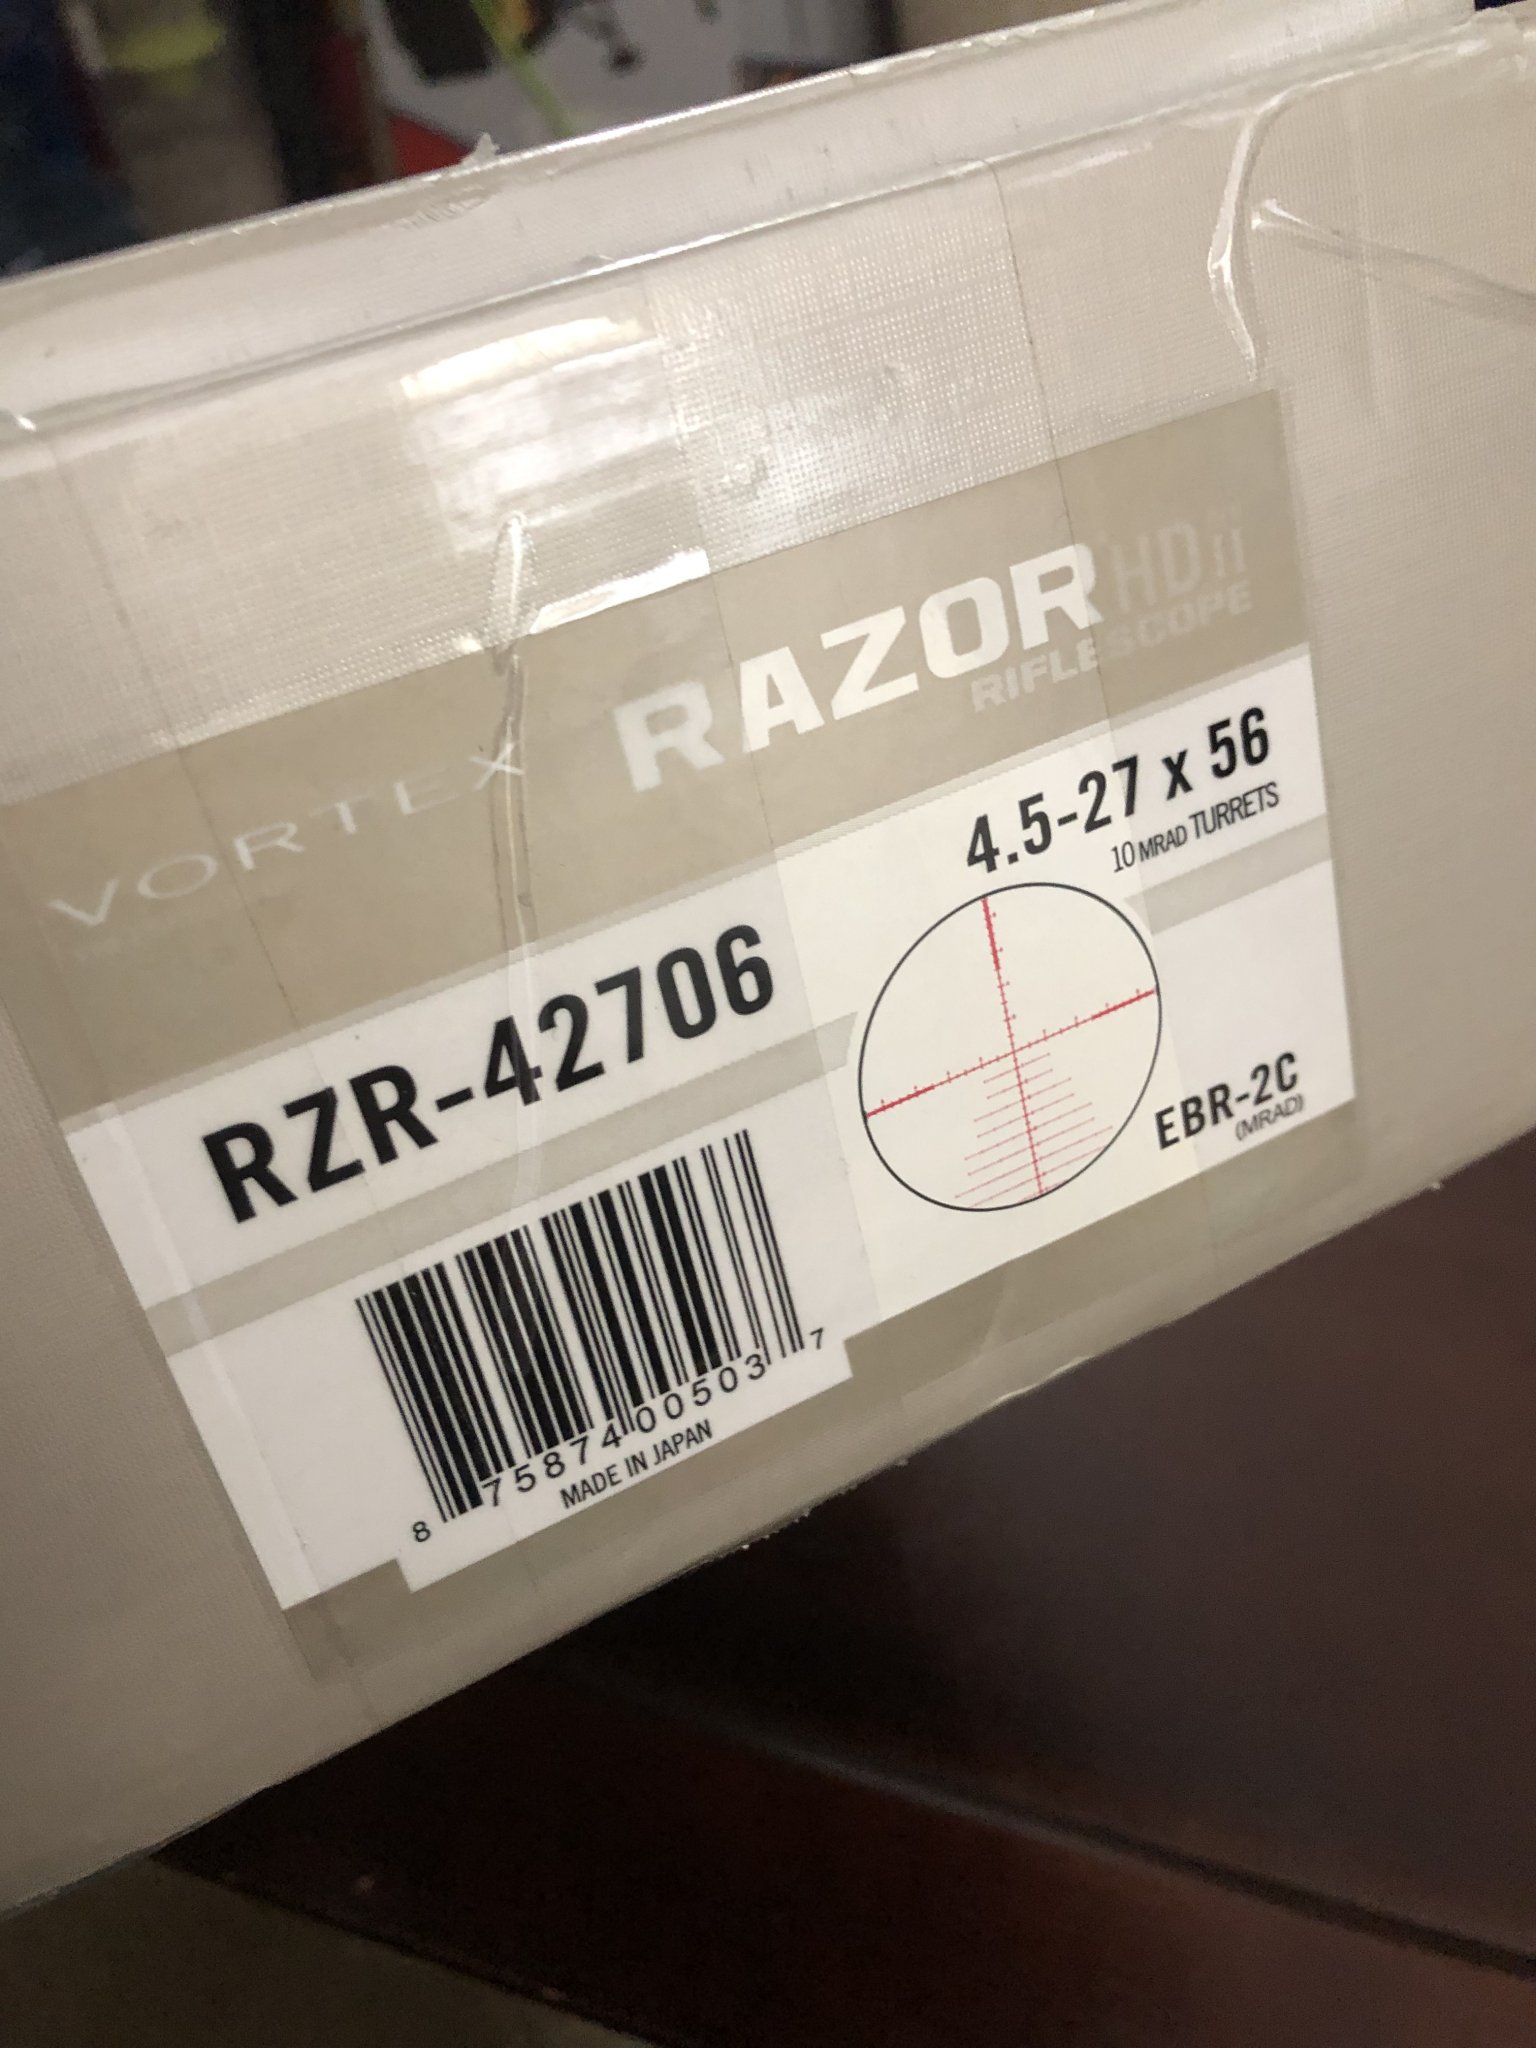 VORTEX
RAZOR HD II
RIFLESCOPE
4.5-27 x 56
10 MRAD TURRETS
RZR-42706
EBR-2C
(MRAD)
8 75874 00503 7
MADE IN JAPAN